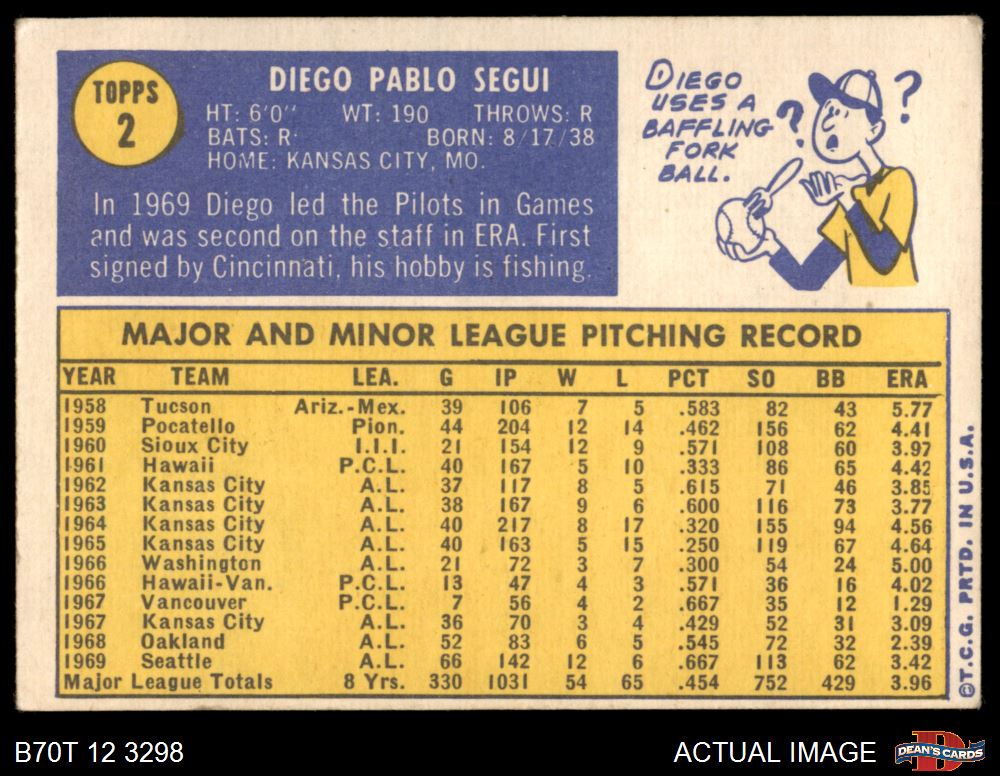 TOPPS
2
DIEGO PABLO SEGUI
HT: 6'0" WT: 190 THROWS: R
BATS: R BORN: 8/17/38
HOME: KANSAS CITY, MO.
In 1969 Diego led the Pilots in Games
and was second on the staff in ERA. First
signed by Cincinnati, his hobby is fishing.
DIEGO
USES A
BAFFLING
FORK
BALL.
? ?
MAJOR AND MINOR LEAGUE PITCHING RECORD
YEAR TEAM LEA. G IP W L PCT SO BB ERA
1958 Tucson Ariz.-Mex. 39 106 7 5 .583 82 43 5.77
1959 Pocatello Pion. 44 204 12 14 .462 156 62 4.41
1960 Sioux City I.I.I. 21 154 12 9 .571 108 60 3.97
1961 Hawaii P.C.L. 40 167 5 10 .333 86 65 4.42
1962 Kansas City A.L. 37 117 8 5 .615 71 46 3.85
1963 Kansas City A.L. 38 167 9 6 .600 116 73 3.77
1964 Kansas City A.L. 40 217 8 17 .320 155 94 4.56
1965 Kansas City A.L. 40 163 5 15 .250 119 67 4.64
1966 Washington A.L. 21 72 3 7 .300 54 24 5.00
1966 Hawaii-Van. P.C.L. 13 47 4 3 .571 36 16 4.02
1967 Vancouver P.C.L. 7 56 4 2 .667 35 12 1.29
1967 Kansas City A.L. 36 70 3 4 .429 52 31 3.09
1968 Oakland A.L. 52 83 6 5 .545 72 32 2.39
1969 Seattle A.L. 66 142 12 6 .667 113 62 3.42
Major League Totals 8 Yrs. 330 1031 54 65 .454 752 429 3.96
©T.C.G. PRTD. IN U.S.A.
B70T 12 3298
ACTUAL IMAGE
D
DEAN'S CARDS